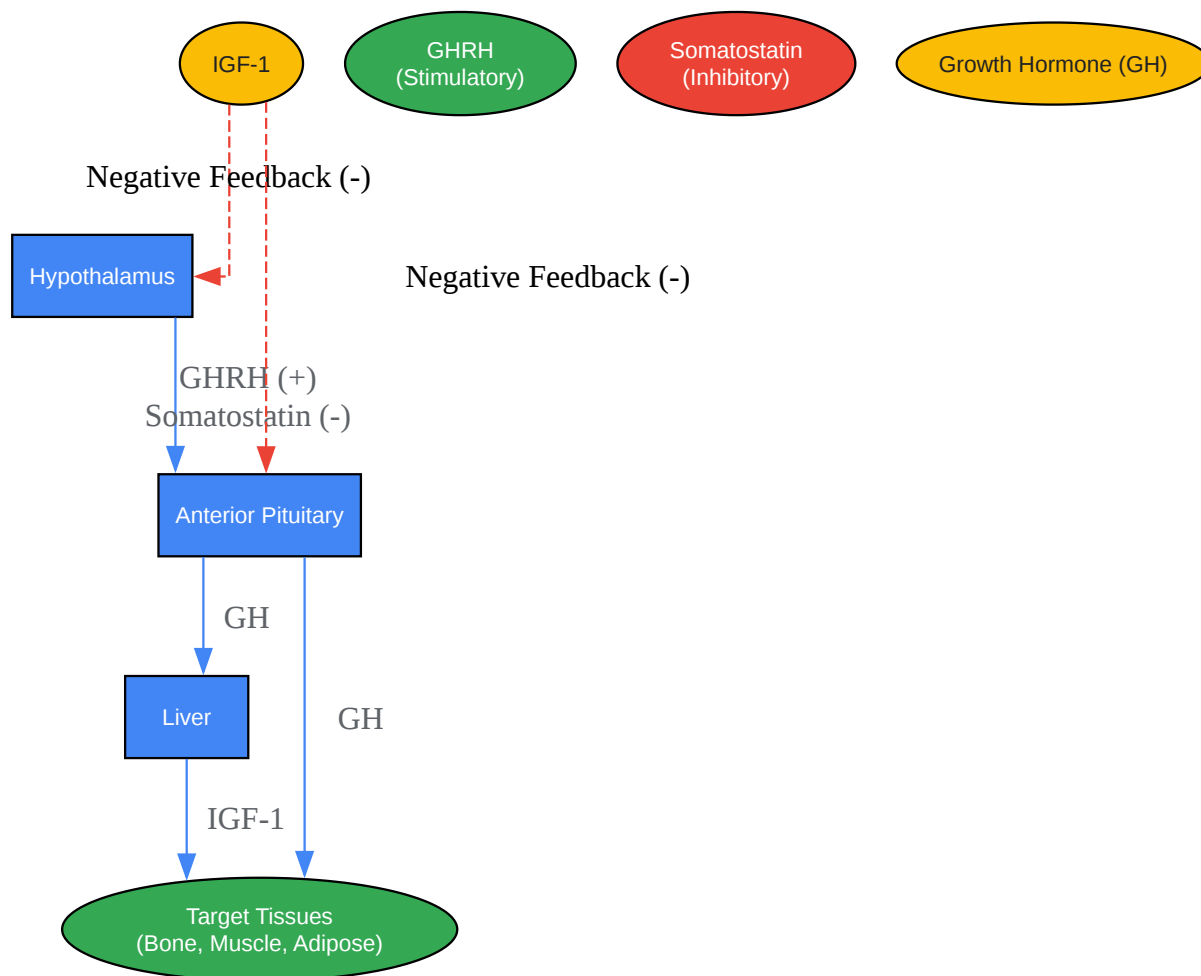 IGF-1
GHRH
(Stimulatory)
Somatostatin
(Inhibitory)
Growth Hormone (GH)
Negative Feedback (-)
Hypothalamus
Negative Feedback (-)
GHRH (+)
Somatostatin (-)
Anterior Pituitary
GH
Liver
GH
IGF-1
Target Tissues
(Bone, Muscle, Adipose)